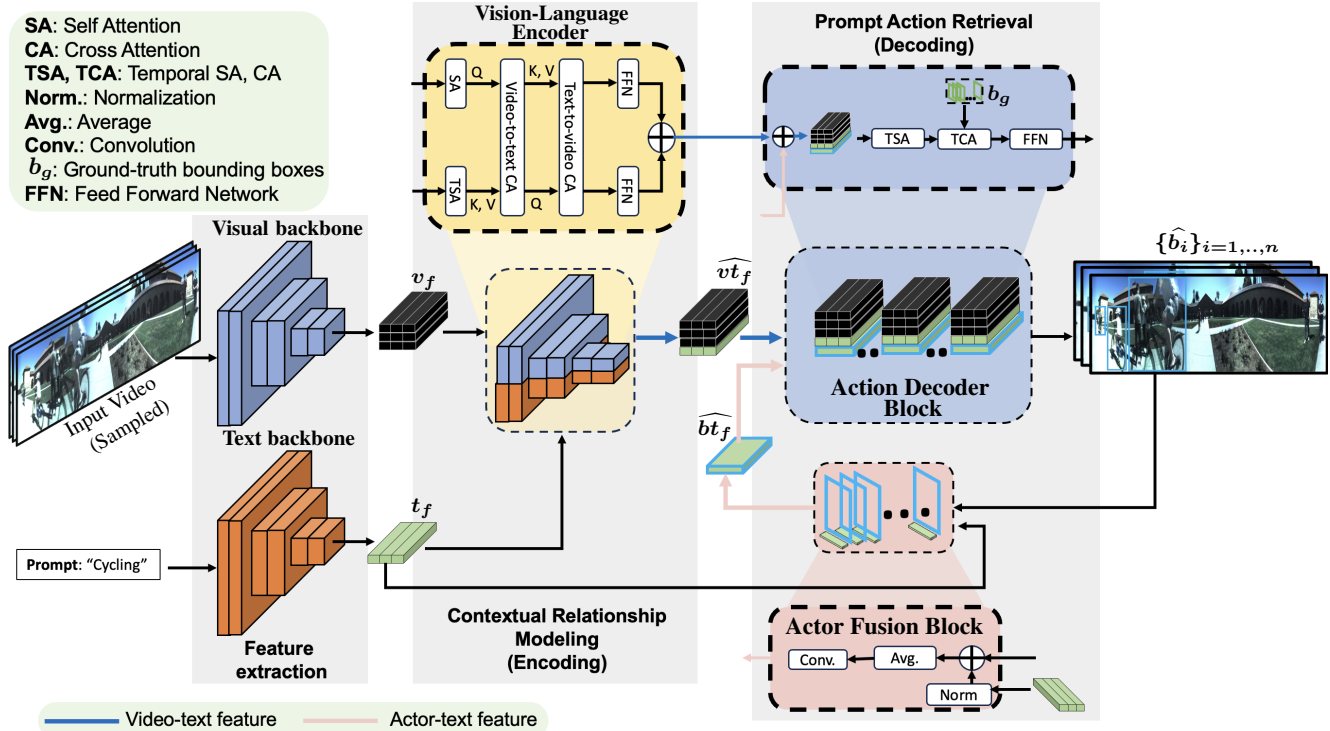 SA: Self Attention
CA: Cross Attention
TSA, TCA: Temporal SA, CA
Norm.: Normalization
Avg.: Average
Conv.: Convolution
b_g: Ground-truth bounding boxes
FFN: Feed Forward Network
Vision-Language
Encoder
SA
Q
Video-to-text CA
K, V
Text-to-video CA
FFN
TSA
K, V
Q
FFN
Prompt Action Retrieval
(Decoding)
b_g
TSA
TCA
FFN
Visual backbone
Input Video
(Sampled)
v_f
\widehat{vt_f}
Action Decoder
Block
{\widehat{b_i}}_{i=1,..,n}
Text backbone
Prompt: “Cycling”
t_f
\widehat{bt_f}
Feature
extraction
Contextual Relationship
Modeling
(Encoding)
Actor Fusion Block
Conv.
Avg.
Norm
Video-text feature
Actor-text feature